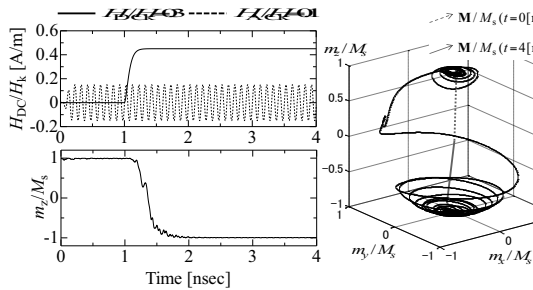 H_DC/H_k [A/m]
0.6
0.4
0.2
0
-0.2
0 1 2 3 4
m_z/M_s
1
0
-1
0 1 2 3 4
Time [nsec]
M/M_s (t=0[n
M/M_s (t=4[n
m_z/M_s
1
0.5
0
−0.5
−1
1
0
−1
m_y/M_s
−1
0
m_x/M_s